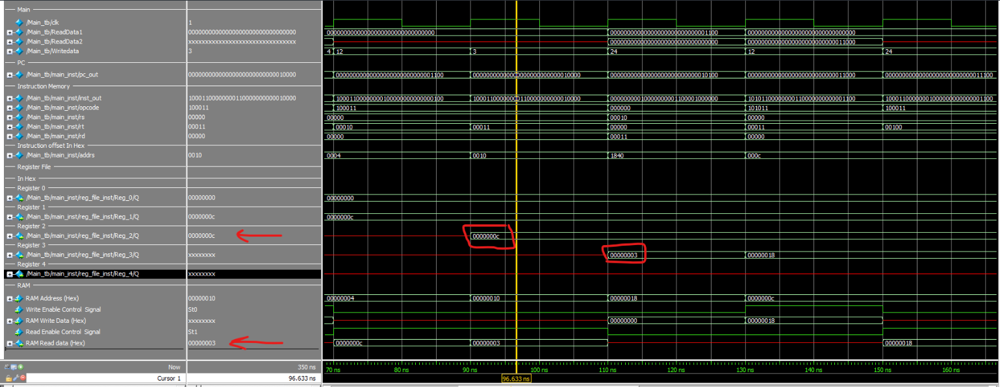 Main
/Main_tb/clk 1
/Main_tb/ReadData1 00000000000000000000000000000000 00000000000000000000000000000000 00000000000000000000000000001100 00000000000000000000000000000000
/Main_tb/ReadData2 xxxxxxxxxxxxxxxxxxxxxxxxxxxxxxxx 00000000000000000000000000000000 00000000000000000000000000011000
/Main_tb/Writedata 3 4 12 3 24 12 24
PC
/Main_tb/main_inst/pc_out 00000000000000000000000000010000 00000000000000000000000000001100 00000000000000000000000000010000 00000000000000000000000000010100 00000000000000000000000000011000 00000000000000000000000000011100
Instruction Memory
/Main_tb/main_inst/inst_out 10001100000000110000000000010000 10001100000000100000000000000100 10001100000000110000000000010000 00000000010000000001100001000000 10101100000000110000000000001100 10001100000001000000000000001100
/Main_tb/main_inst/opcode 100011 100011 000000 101011 100011
/Main_tb/main_inst/rs 00000 00000 00010 00000
/Main_tb/main_inst/rt 00011 00010 00011 00000 00011 00100
/Main_tb/main_inst/rd 00000 00000 00011 00000
Instruction offset In Hex
/Main_tb/main_inst/addrs 0010 0004 0010 1840 000c
Register File
In Hex
Register 0
/Main_tb/main_inst/reg_file_inst/Reg_0/Q 00000000 00000000
Register 1
/Main_tb/main_inst/reg_file_inst/Reg_1/Q 0000000c 0000000c
Register 2
/Main_tb/main_inst/reg_file_inst/Reg_2/Q 0000000c 0000000c
Register 3
/Main_tb/main_inst/reg_file_inst/Reg_3/Q xxxxxxxx 00000003 00000018
Register 4
/Main_tb/main_inst/reg_file_inst/Reg_4/Q xxxxxxxx
RAM
RAM Address (Hex) 00000010 00000004 00000010 00000018 0000000c
Write Enable Control Signal St0
RAM Write Data (Hex) xxxxxxxx 00000000 00000018
Read Enable Control Signal St1
RAM Read data (Hex) 00000003 0000000c 00000003 00000018
Now 350 ns 70 ns 80 ns 90 ns 100 ns 110 ns 120 ns 130 ns 140 ns 150 ns 160 ns
Cursor 1 96.633 ns 96.633 ns